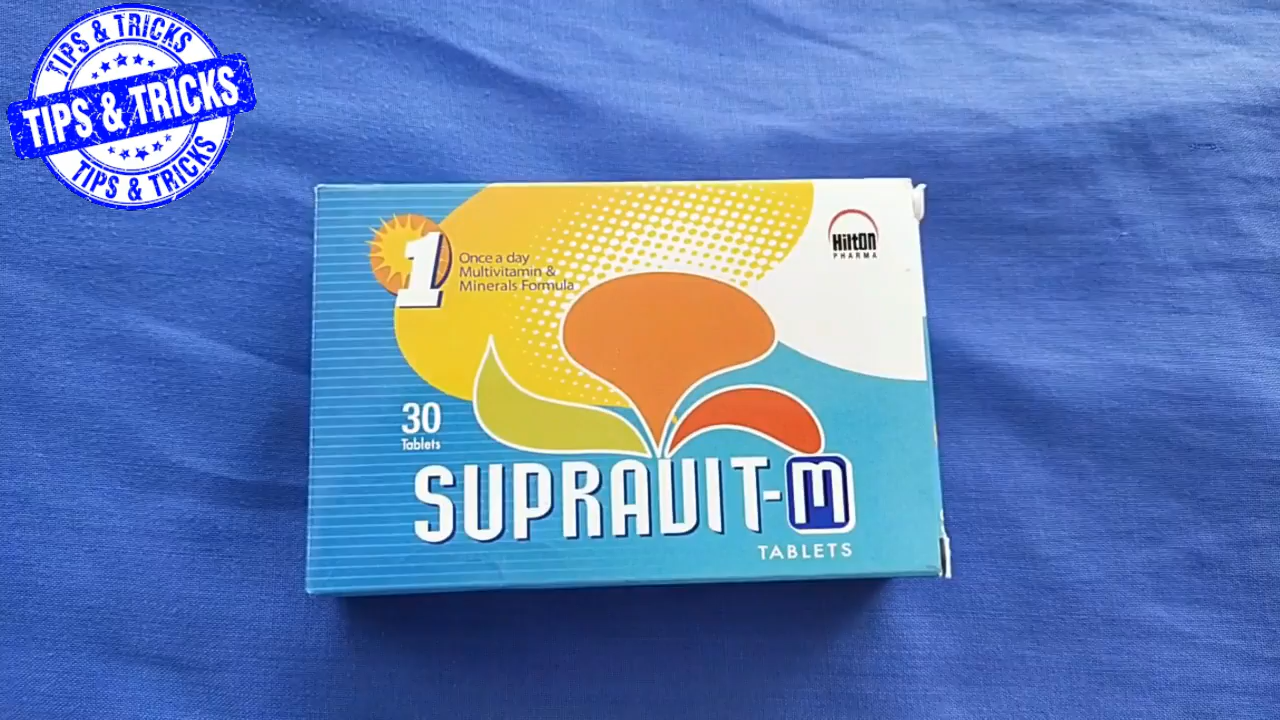 TIPS & TRICKS
TIPS & TRICKS
TIPS & TRICKS
1
Once a day
Multivitamin &
Minerals Formula
HiltOn
PHARMA
30
Tablets
SUPRAVIT-M
TABLETS